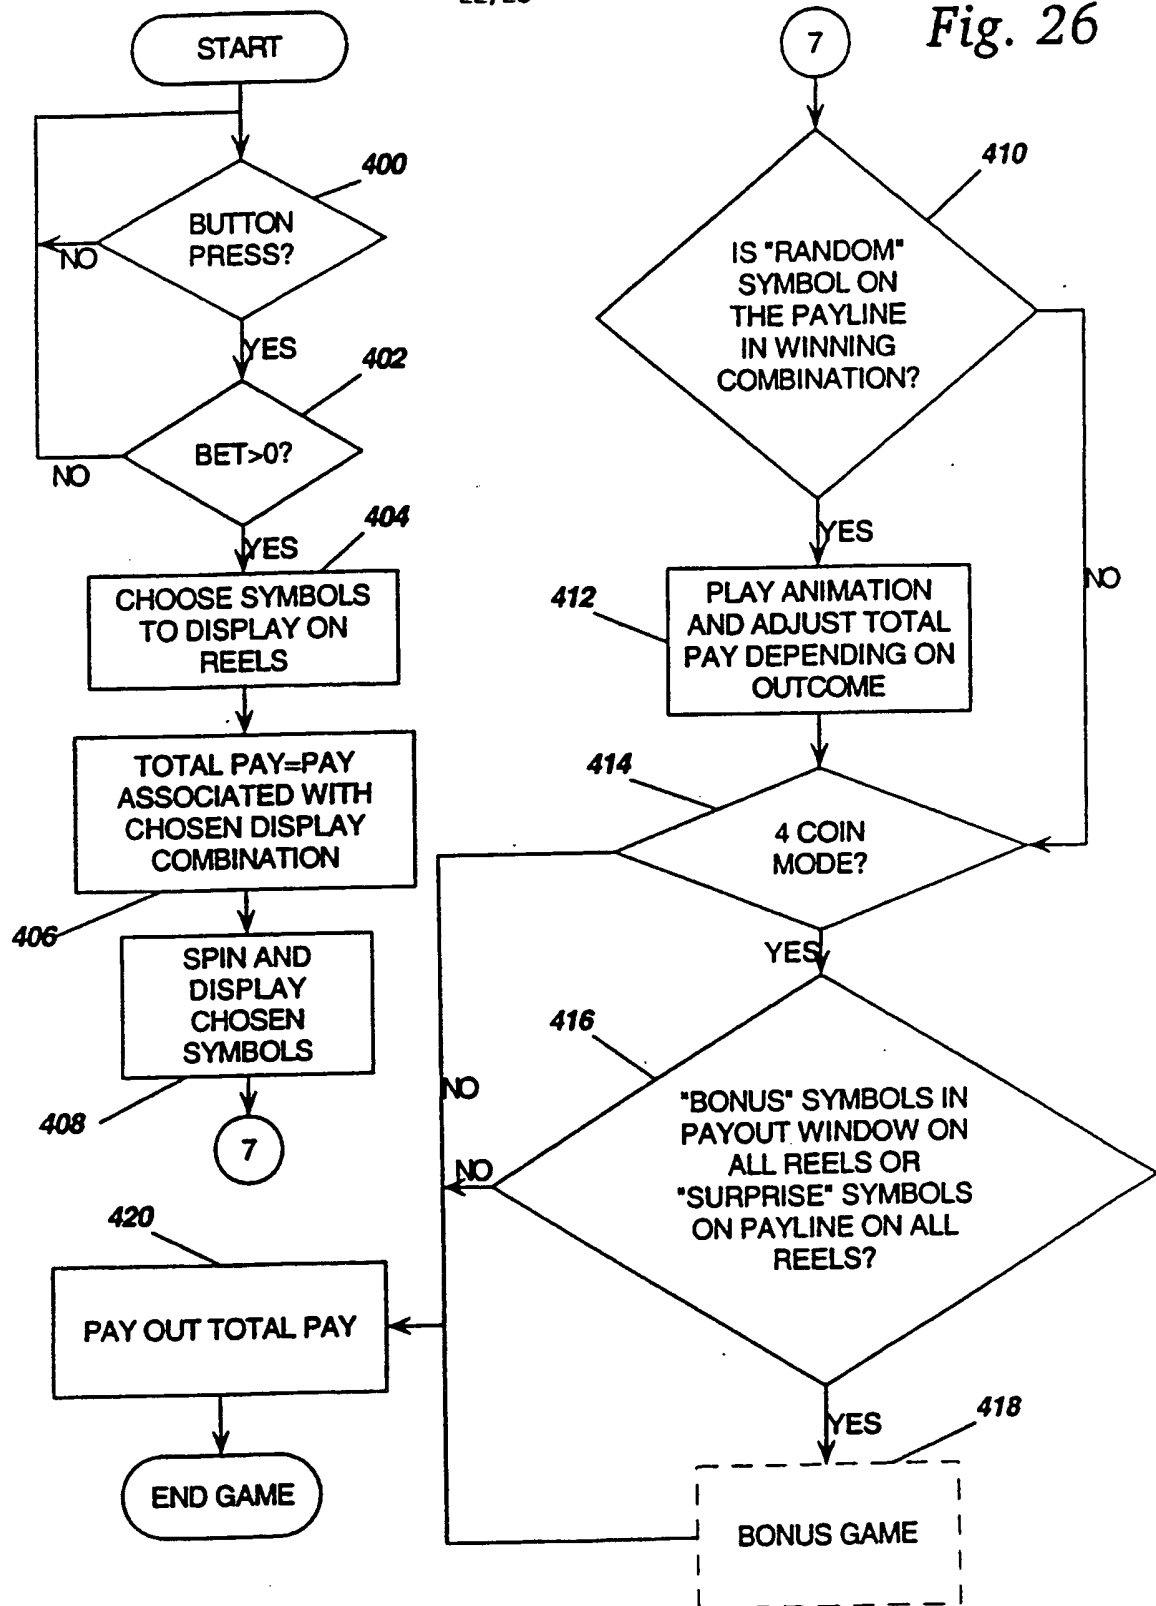 Fig. 26
START
400
BUTTON
PRESS?
NO
YES
402
BET>0?
NO
YES
404
CHOOSE SYMBOLS
TO DISPLAY ON
REELS
TOTAL PAY=PAY
ASSOCIATED WITH
CHOSEN DISPLAY
COMBINATION
406
SPIN AND
DISPLAY
CHOSEN
SYMBOLS
408
7
7
410
IS "RANDOM"
SYMBOL ON
THE PAYLINE
IN WINNING
COMBINATION?
YES
NO
412
PLAY ANIMATION
AND ADJUST TOTAL
PAY DEPENDING ON
OUTCOME
414
4 COIN
MODE?
YES
NO
416
"BONUS" SYMBOLS IN
PAYOUT WINDOW ON
ALL REELS OR
"SURPRISE" SYMBOLS
ON PAYLINE ON ALL
REELS?
NO
YES
418
BONUS GAME
420
PAY OUT TOTAL PAY
END GAME